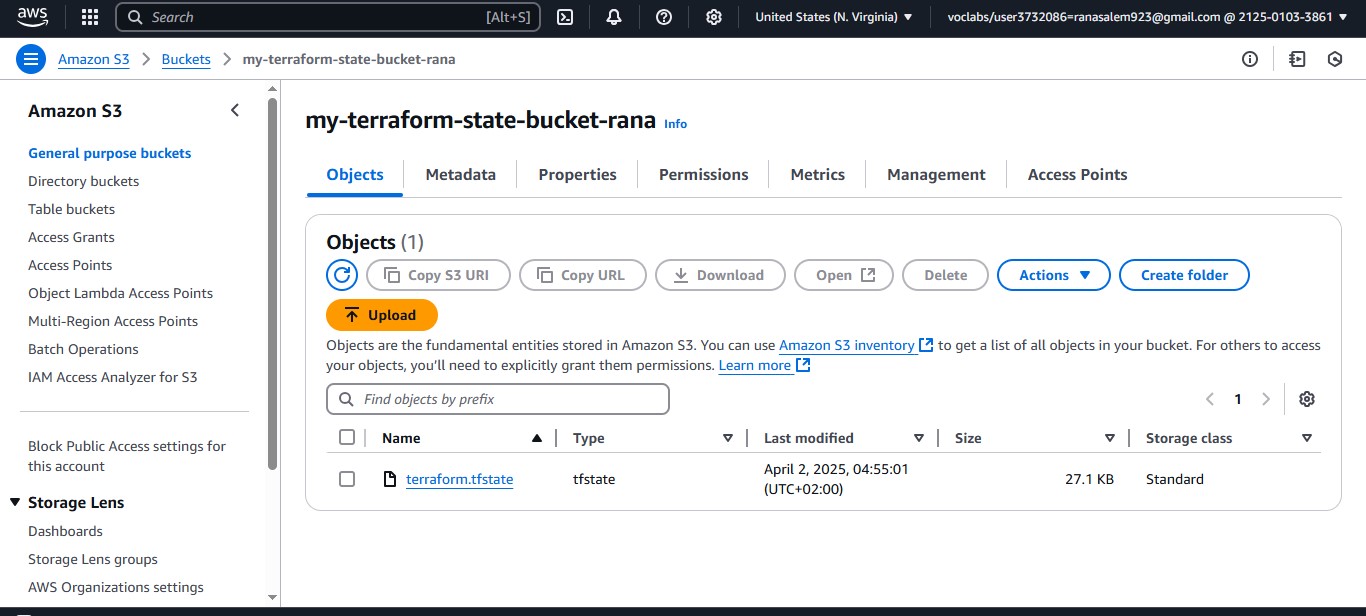 aws
Search [Alt+S] United States (N. Virginia) voclabs/user3732086=ranasalem923@gmail.com @ 2125-0103-3861
Amazon S3 Buckets my-terraform-state-bucket-rana
Amazon S3
General purpose buckets
Directory buckets
Table buckets
Access Grants
Access Points
Object Lambda Access Points
Multi-Region Access Points
Batch Operations
IAM Access Analyzer for S3
Block Public Access settings for
this account
Storage Lens
Dashboards
Storage Lens groups
AWS Organizations settings
my-terraform-state-bucket-rana Info
Objects Metadata Properties Permissions Metrics Management Access Points
Objects (1)
Copy S3 URI Copy URL Download Open Delete Actions Create folder
Upload
Objects are the fundamental entities stored in Amazon S3. You can use Amazon S3 inventory to get a list of all objects in your bucket. For others to access
your objects, you'll need to explicitly grant them permissions. Learn more
Find objects by prefix 1
Name Type Last modified Size Storage class
terraform.tfstate tfstate April 2, 2025, 04:55:01 27.1 KB Standard
(UTC+02:00)